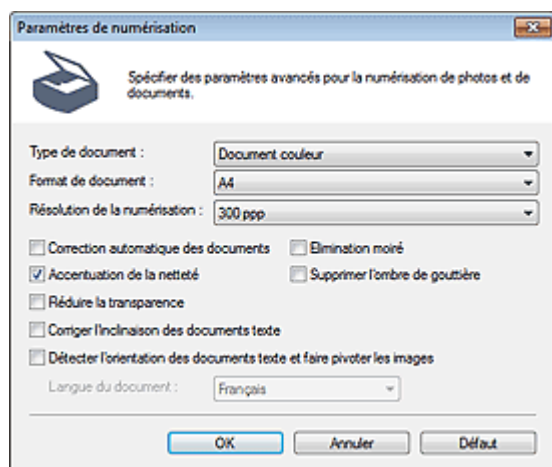 Paramètres de numérisation
Spécifier des paramètres avancés pour la numérisation de photos et de
documents.
Type de document :
Document couleur
Format de document :
A4
Résolution de la numérisation :
300 ppp
Correction automatique des documents
Elimination moiré
Accentuation de la netteté
Supprimer l'ombre de gouttière
Réduire la transparence
Corriger l'inclinaison des documents texte
Détecter l'orientation des documents texte et faire pivoter les images
Langue du document :
Français
OK
Annuler
Défaut